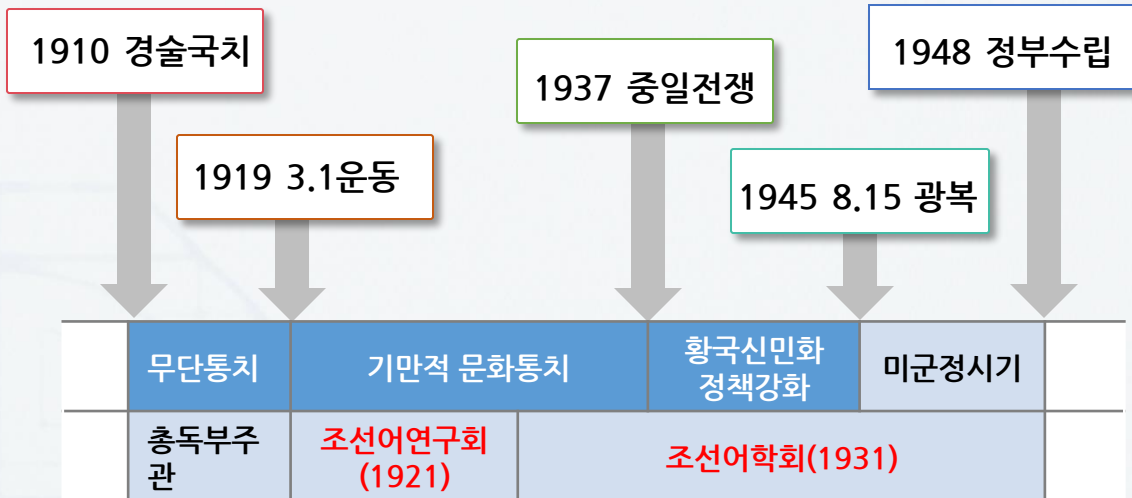 1910 경술국치
1948 정부수립
1937 중일전쟁
1919 3.1운동
1945 8.15 광복
무단통치
기만적 문화통치
황국신민화
정책강화
미군정시기
총독부주
관
조선어연구회
(1921)
조선어학회(1931)